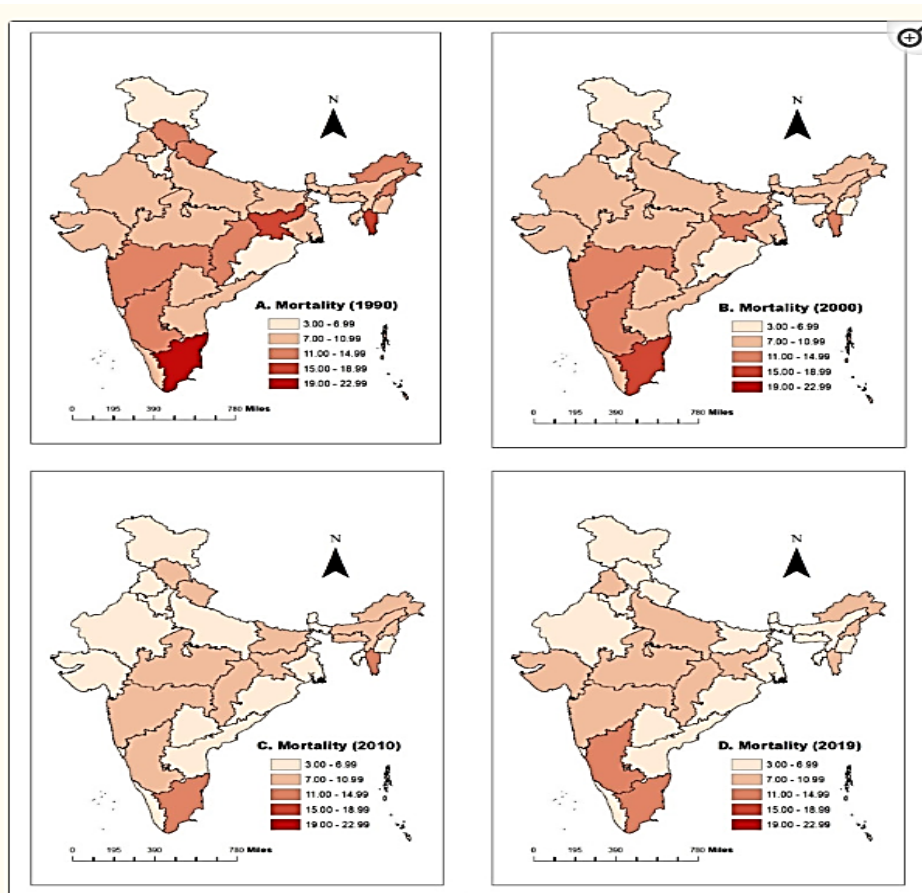 N
A. Mortality (1990)
3.00 - 6.99
7.00 - 10.99
11.00 - 14.99
15.00 - 18.99
19.00 - 22.99
0 195 390 780 Miles
N
B. Mortality (2000)
3.00 - 6.99
7.00 - 10.99
11.00 - 14.99
15.00 - 18.99
19.00 - 22.99
0 195 390 780 Miles
N
C. Mortality (2010)
3.00 - 6.99
7.00 - 10.99
11.00 - 14.99
15.00 - 18.99
19.00 - 22.99
0 195 390 780 Miles
N
D. Mortality (2019)
3.00 - 6.99
7.00 - 10.99
11.00 - 14.99
15.00 - 18.99
19.00 - 22.99
0 195 390 780 Miles